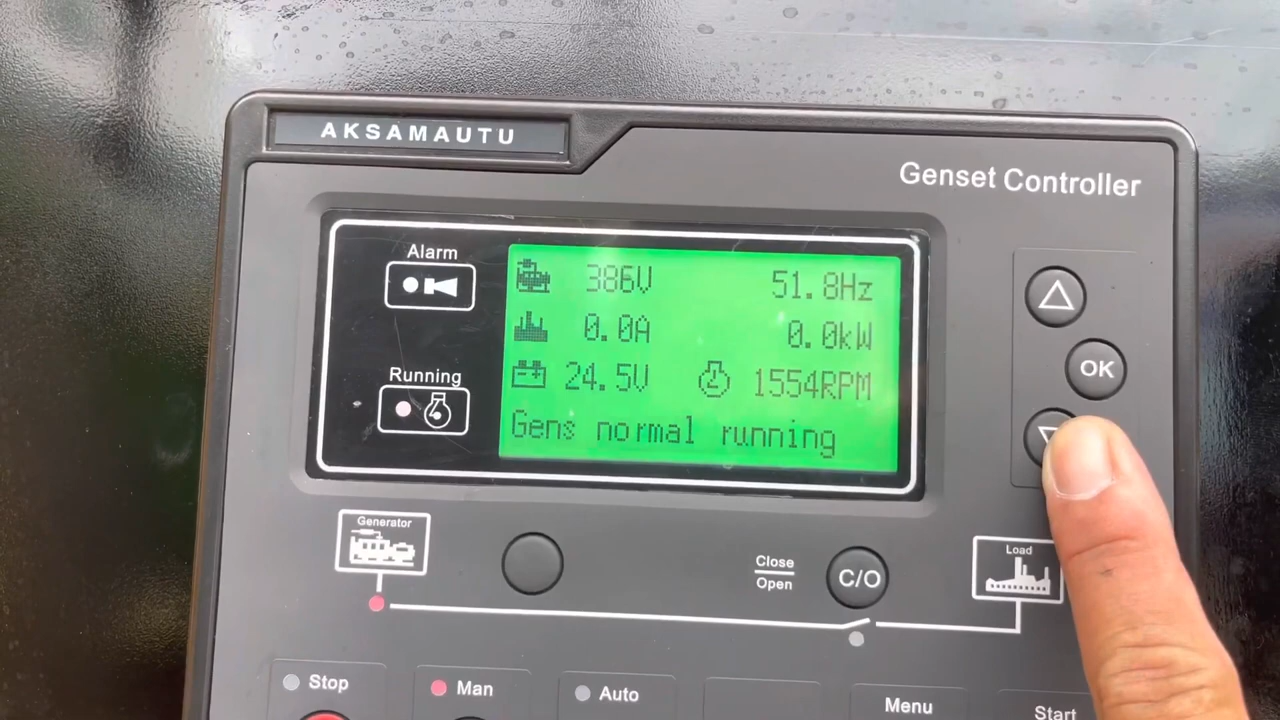 AKSAMAUTU
Genset Controller
Alarm
386V 51.8Hz
0.0A 0.0kW
Running
24.5V 1554RPM
Gens normal running
OK
Generator
Close
Open
C/O
Load
Stop
Man
Auto
Menu
Start